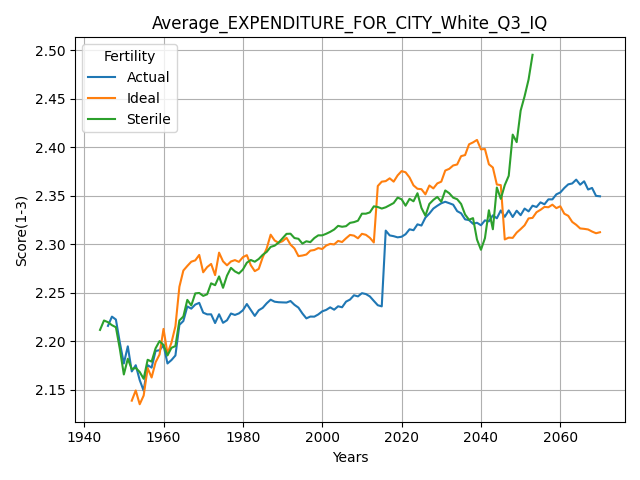 Average_EXPENDITURE_FOR_CITY_White_Q3_IQ
Score(1-3)
2.50
2.45
2.40
2.35
2.30
2.25
2.20
2.15
Fertility
Actual
Ideal
Sterile
1940 1960 1980 2000 2020 2040 2060
Years